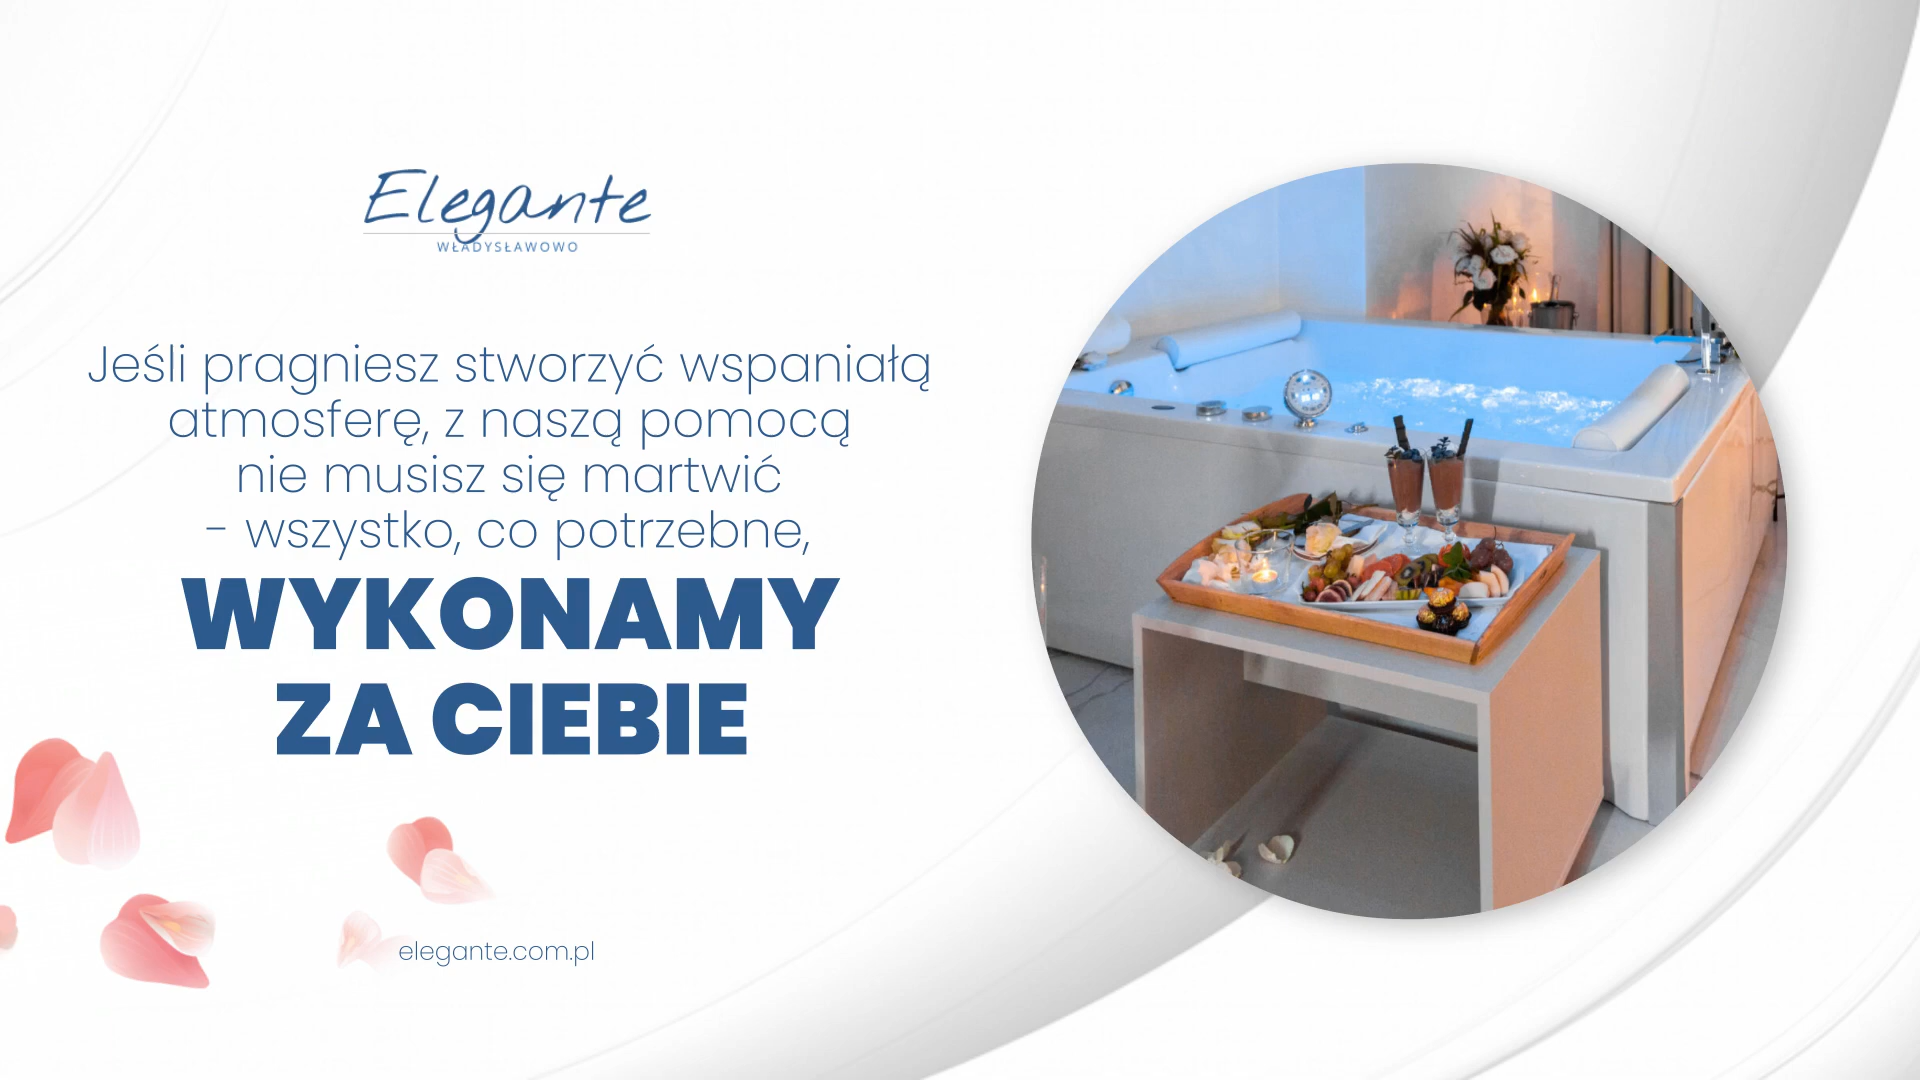 Elegante
WŁADYSŁAWOWO
Jeśli pragniesz stworzyć wspaniałą
atmosferę, z naszą pomocą
nie musisz się martwić
- wszystko, co potrzebne,
WYKONAMY
ZA CIEBIE
elegante.com.pl